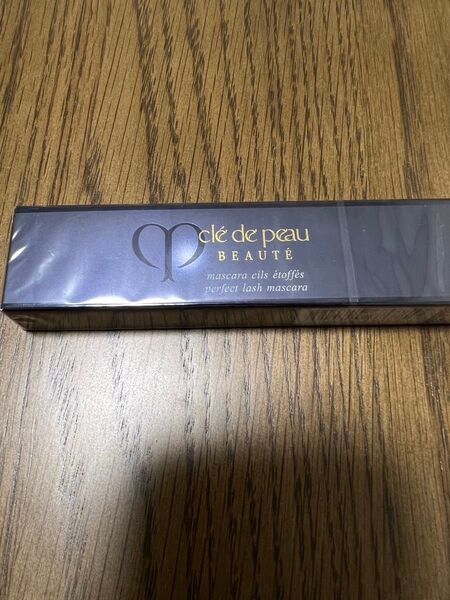 clé de peau
BEAUTÉ
mascara cils étoffés
perfect lash mascara